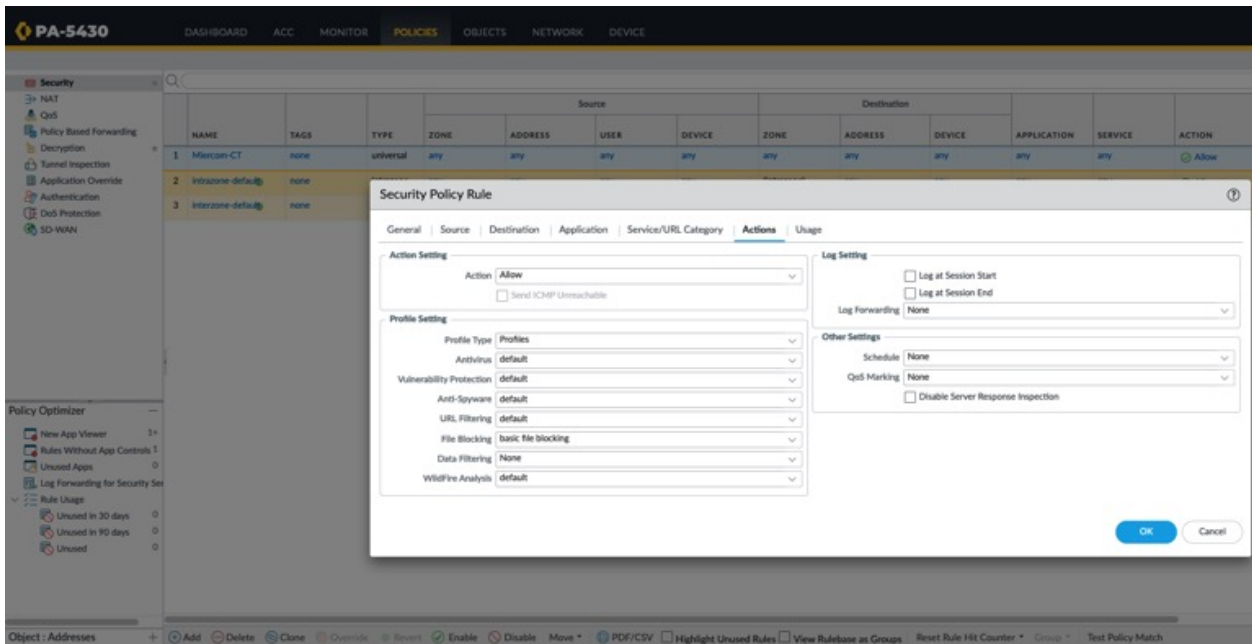 PA-5430
DASHBOARD ACC MONITOR POLICIES OBJECTS NETWORK DEVICE
Security
NAT
QoS
Policy Based Forwarding
Decryption
Tunnel Inspection
Application Override
Authentication
DoS Protection
SD-WAN
Source Destination
NAME TAGS TYPE ZONE ADDRESS USER DEVICE ZONE ADDRESS DEVICE APPLICATION SERVICE ACTION
1 Miercom-CT none universal any any any any any any any any any Allow
2 intrazone-default none
3 interzone-default none
Security Policy Rule
General Source Destination Application Service/URL Category Actions Usage
Action Setting
Action Allow
Send ICMP Unreachable
Profile Setting
Profile Type Profiles
Antivirus default
Vulnerability Protection default
Anti-Spyware default
URL Filtering default
File Blocking basic file blocking
Data Filtering None
WildFire Analysis default
Log Setting
Log at Session Start
Log at Session End
Log Forwarding None
Other Settings
Schedule None
QoS Marking None
Disable Server Response Inspection
OK Cancel
Policy Optimizer
New App Viewer 1+
Rules Without App Controls 1
Unused Apps 0
Log Forwarding for Security Ser
Rule Usage
Unused in 30 days 0
Unused in 90 days 0
Unused 0
Object : Addresses
Add Delete Clone Override Revert Enable Disable Move PDF/CSV Highlight Unused Rules View Rulebase as Groups Reset Rule Hit Counter Group Test Policy Match